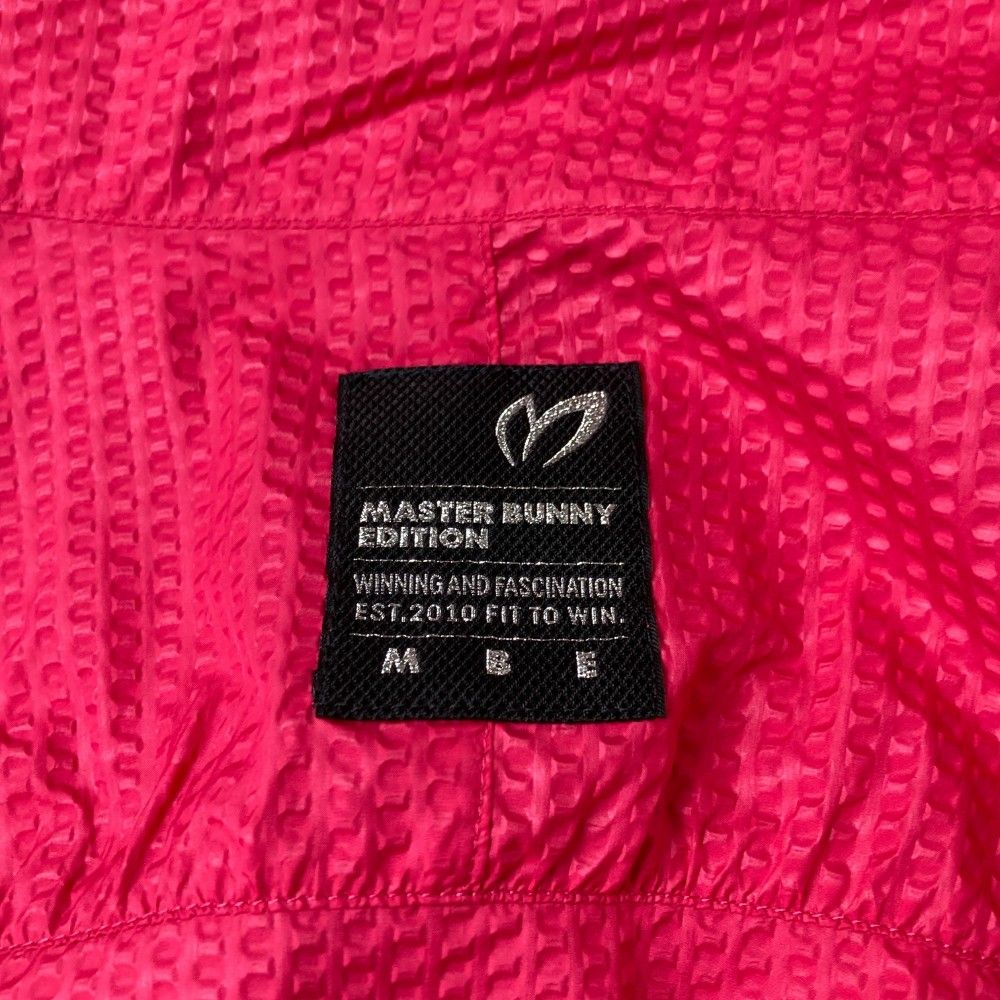 MASTER BUNNY
EDITION
WINNING AND FASCINATION
EST.2010 FIT TO WIN.
M B E